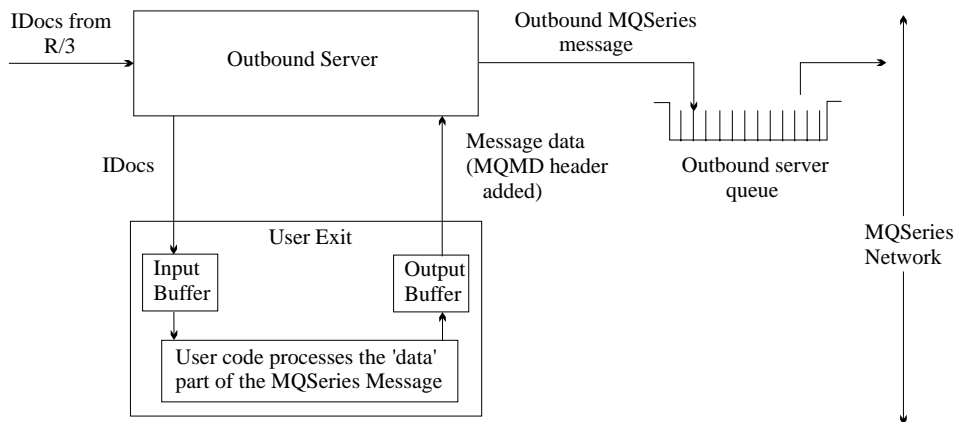 IDocs from
R/3
Outbound Server
Outbound MQSeries
message
IDocs
Message data
(MQMD header
added)
Outbound server
queue
MQSeries
Network
User Exit
Input
Buffer
Output
Buffer
User code processes the 'data'
part of the MQSeries Message